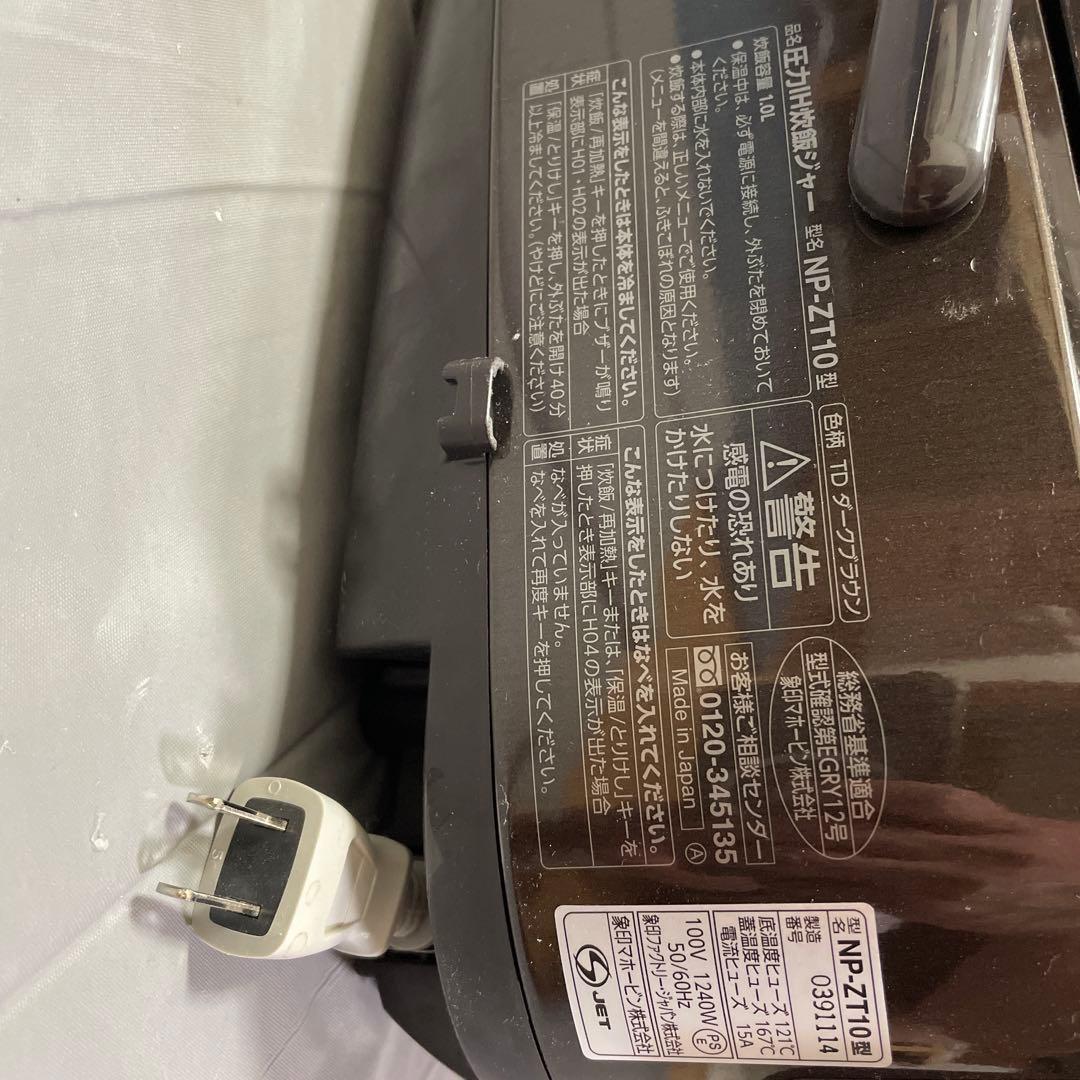 品名 圧力IH炊飯ジャー 型名 NP-ZT10型
色柄 TD ダークブラウン
炊飯容量 1.0L
●保温中は、必ず電源に接続し、外ぶたを閉めておいて
ください。
●本体内部に水を入れないでください。
●炊飯する際は、正しいメニューでご使用ください。
(メニューを間違えると、ふきこぼれの原因となります)
警告
感電の恐れあり
水につけたり、水を
かけたりしない
こんな表示をしたときは本体を冷ましてください。
症状
「炊飯/再加熱」キーを押したときにブザーが鳴り
表示部にH01・H02の表示が出た場合
処置
「保温/とりけし」キーを押し、外ぶたを開け40分
以上冷ましてください(やけどにご注意ください)
こんな表示をしたときはなべを入れてください。
症状
「炊飯/再加熱」キーまたは、「保温/とりけし」キーを
押したとき表示部にH04の表示が出た場合
処置
なべが入っていません。
なべを入れて再度キーを押してください。
総務省基準適合
型式確認第EGRY12号
象印マホービン株式会社
お客様ご相談センター
0120-345135
Made in Japan
A
型名 NP-ZT10型
製造番号 0391114
底温度ヒューズ 121℃
蓋温度ヒューズ 167℃
電流ヒューズ 15A
100V 1240W
50/60Hz
PS
E
象印ファクトリー・ジャパン株式会社
象印マホービン株式会社
JET